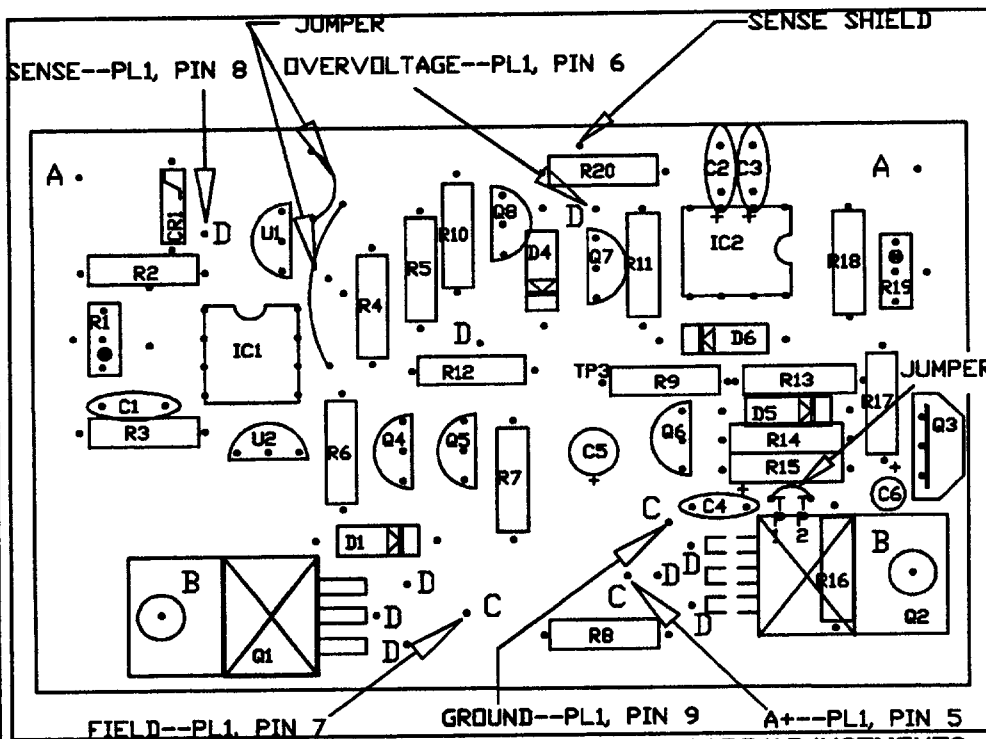 JUMPER
SENSE SHIELD
SENSE--PL1, PIN 8
OVERVOLTAGE--PL1, PIN 6
A
CR1
D
U1
R10
Q8
R20
D
C2
C3
A
R2
R5
D4
Q7
R11
IC2
R18
R19
R1
IC1
R4
D
R12
D6
TP3
R9
R13
JUMPER
C1
R3
U2
R6
Q4
Q5
R7
C5
+
Q6
D5
R14
R15
R17
Q3
+
C6
C
C4
+
TP1
TP2
D1
B
Q1
D
D
D
C
D
D
C
D
R8
R16
B
Q2
+
+
FIELD--PL1, PIN 7
GROUND--PL1, PIN 9
A+--PL1, PIN 5